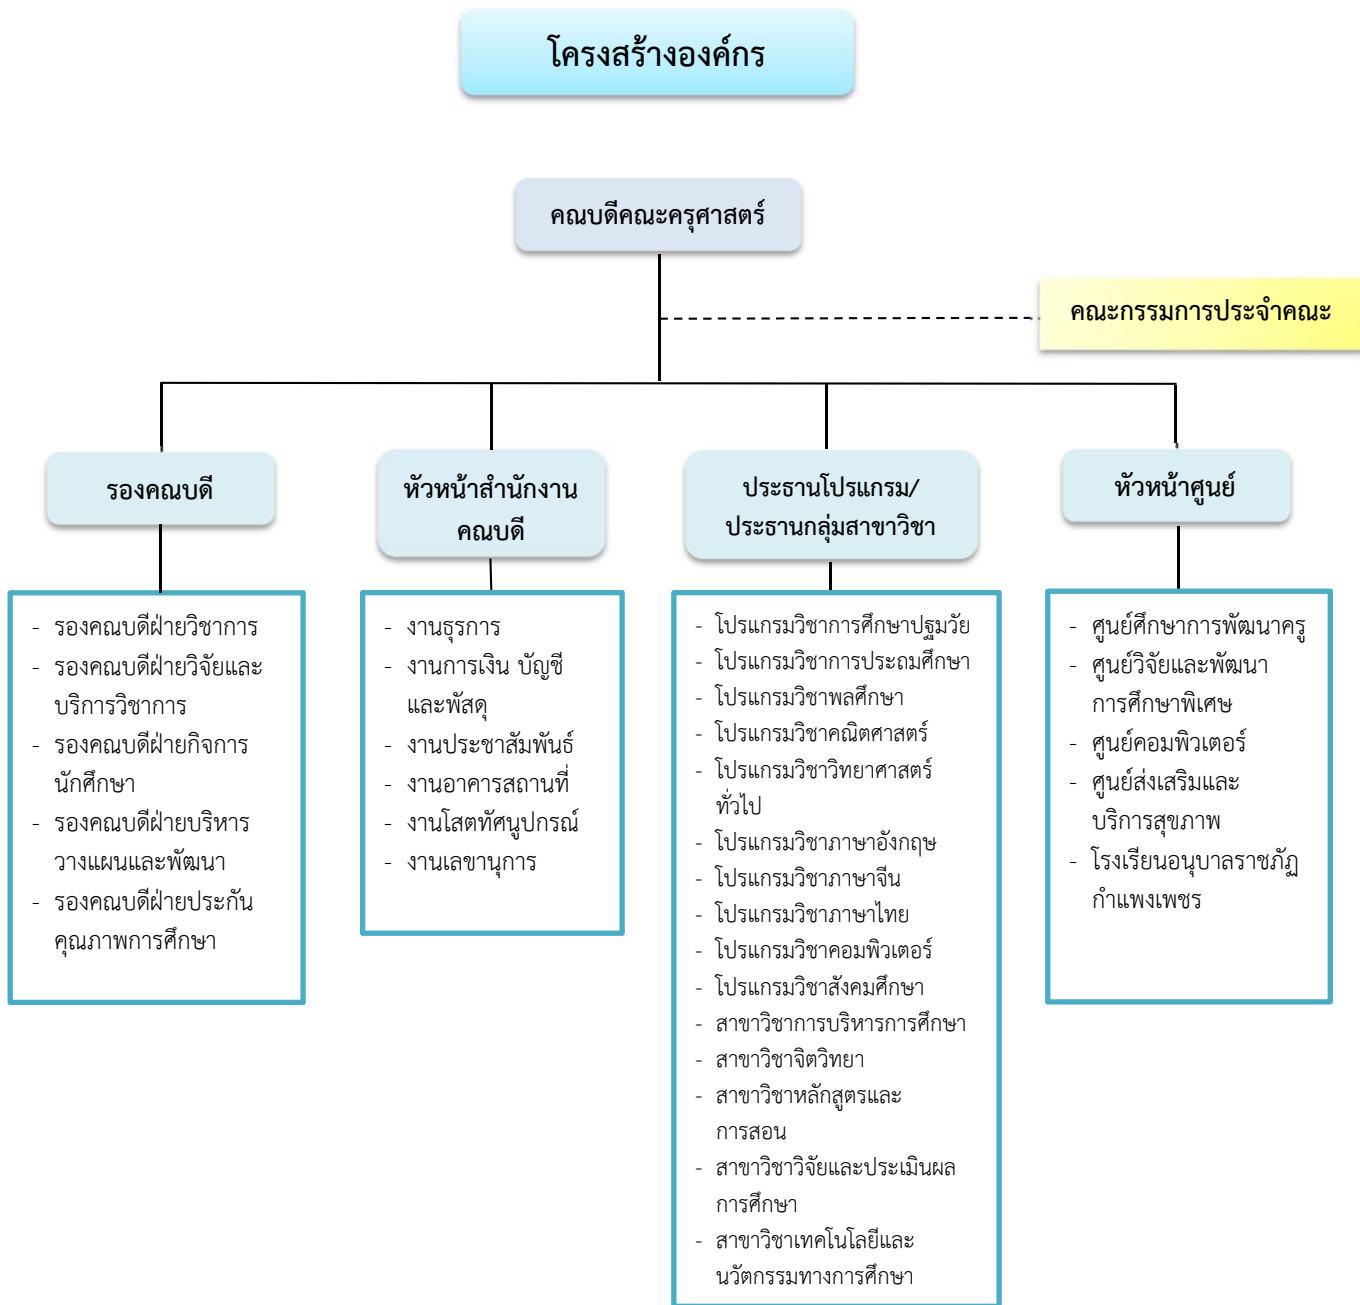 โครงสร้างองค์กร
คณบดีคณะครุศาสตร์
คณะกรรมการประจำคณะ
รองคณบดี
- รองคณบดีฝ่ายวิชาการ
- รองคณบดีฝ่ายวิจัยและ
บริการวิชาการ
- รองคณบดีฝ่ายกิจการ
นักศึกษา
- รองคณบดีฝ่ายบริหาร
วางแผนและพัฒนา
- รองคณบดีฝ่ายประกัน
คุณภาพการศึกษา
หัวหน้าสำนักงาน
คณบดี
- งานธุรการ
- งานการเงิน บัญชี
และพัสดุ
- งานประชาสัมพันธ์
- งานอาคารสถานที่
- งานโสตทัศนูปกรณ์
- งานเลขานุการ
ประธานโปรแกรม/
ประธานกลุ่มสาขาวิชา
- โปรแกรมวิชาการศึกษาปฐมวัย
- โปรแกรมวิชาการประถมศึกษา
- โปรแกรมวิชาพลศึกษา
- โปรแกรมวิชาคณิตศาสตร์
- โปรแกรมวิชาวิทยาศาสตร์
ทั่วไป
- โปรแกรมวิชาภาษาอังกฤษ
- โปรแกรมวิชาภาษาจีน
- โปรแกรมวิชาภาษาไทย
- โปรแกรมวิชาคอมพิวเตอร์
- โปรแกรมวิชาสังคมศึกษา
- สาขาวิชาการบริหารการศึกษา
- สาขาวิชาจิตวิทยา
- สาขาวิชาหลักสูตรและ
การสอน
- สาขาวิชาวิจัยและประเมินผล
การศึกษา
- สาขาวิชาเทคโนโลยีและ
นวัตกรรมทางการศึกษา
หัวหน้าศูนย์
- ศูนย์ศึกษาการพัฒนาครู
- ศูนย์วิจัยและพัฒนา
การศึกษาพิเศษ
- ศูนย์คอมพิวเตอร์
- ศูนย์ส่งเสริมและ
บริการสุขภาพ
- โรงเรียนอนุบาลราชภัฏ
กำแพงเพชร